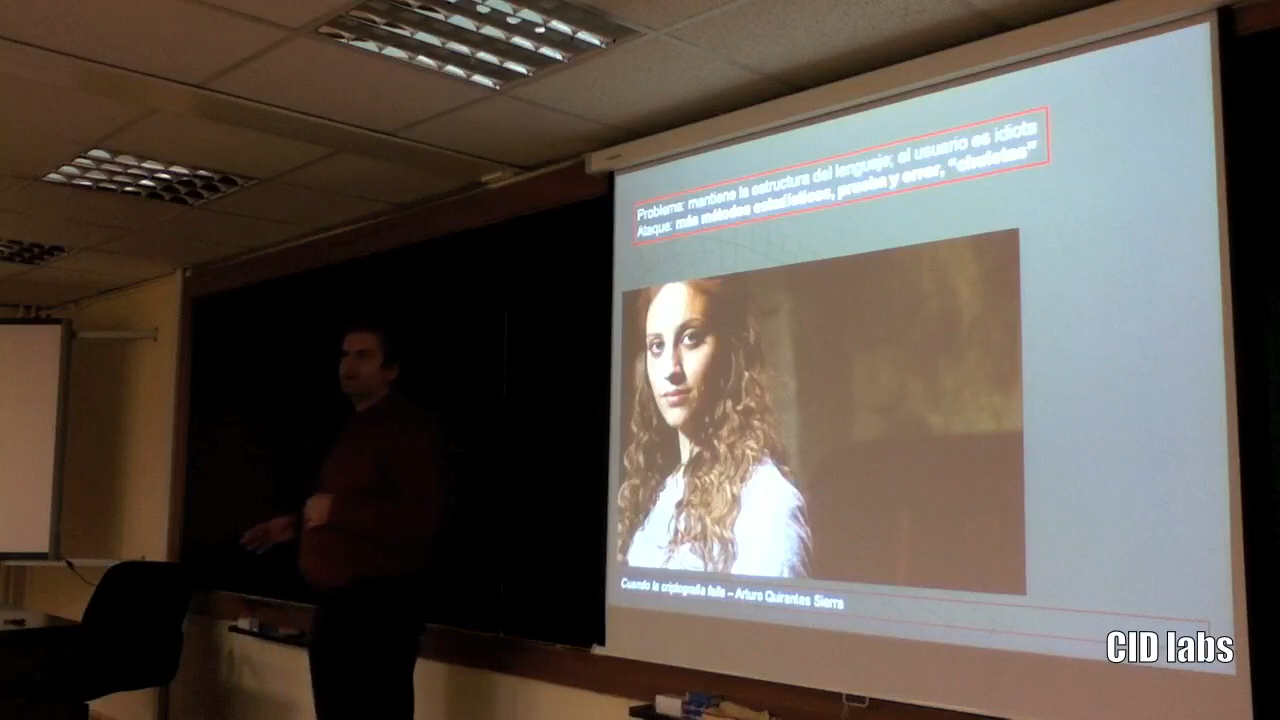 Problema: mantiene la estructura del lenguaje; el usuario es idiota
Ataque: más métodos estadísticos, prueba y error, "chuletas"
Cuando la criptografía falla – Arturo Quirantes Sierra
CID labs